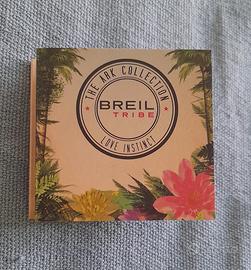 THE ARK COLLECTION
BREIL
TRIBE
LOVE INSTINCT